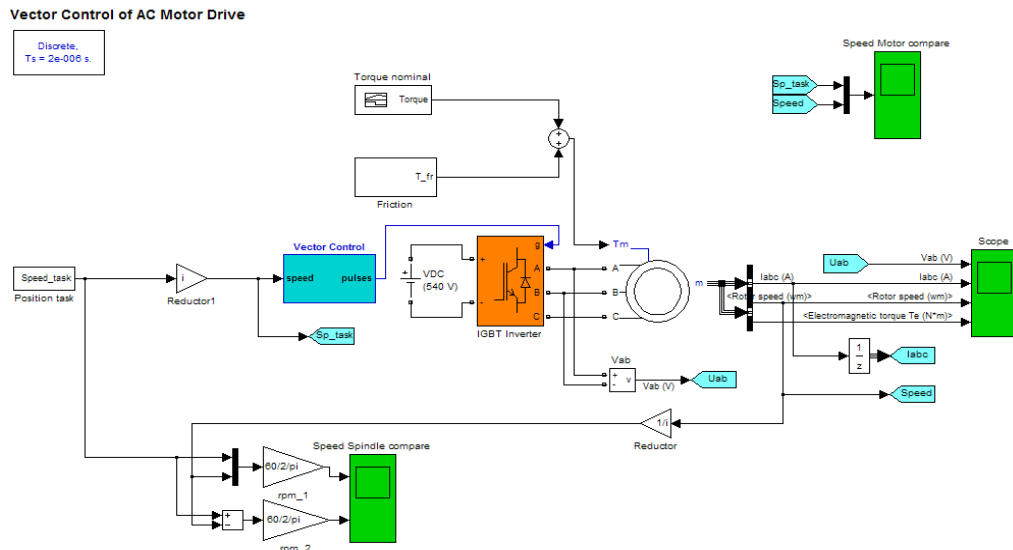 Vector Control of AC Motor Drive
Discrete,
Ts = 2e-006 s.
Speed Motor compare
Sp_task
Speed
Torque nominal
Torque
+
+
T_fr
Friction
Speed_task
Position task
i
Reductor1
Vector Control
speed
pulses
Sp_task
+
VDC
(540 V)
g
+
-
A
B
C
IGBT Inverter
Tm
A
B
C
m
Iabc (A)
<Rotor speed (wm)>
Scope
Uab
Vab (V)
Iabc (A)
<Rotor speed (wm)>
<Electromagnetic torque Te (N*m)>
1
z
Iabc
Speed
Vab
+
-
v
Vab (V)
Uab
1/i
Reductor
Speed Spindle compare
60/2/pi
rpm_1
+
−
60/2/pi
rpm_2